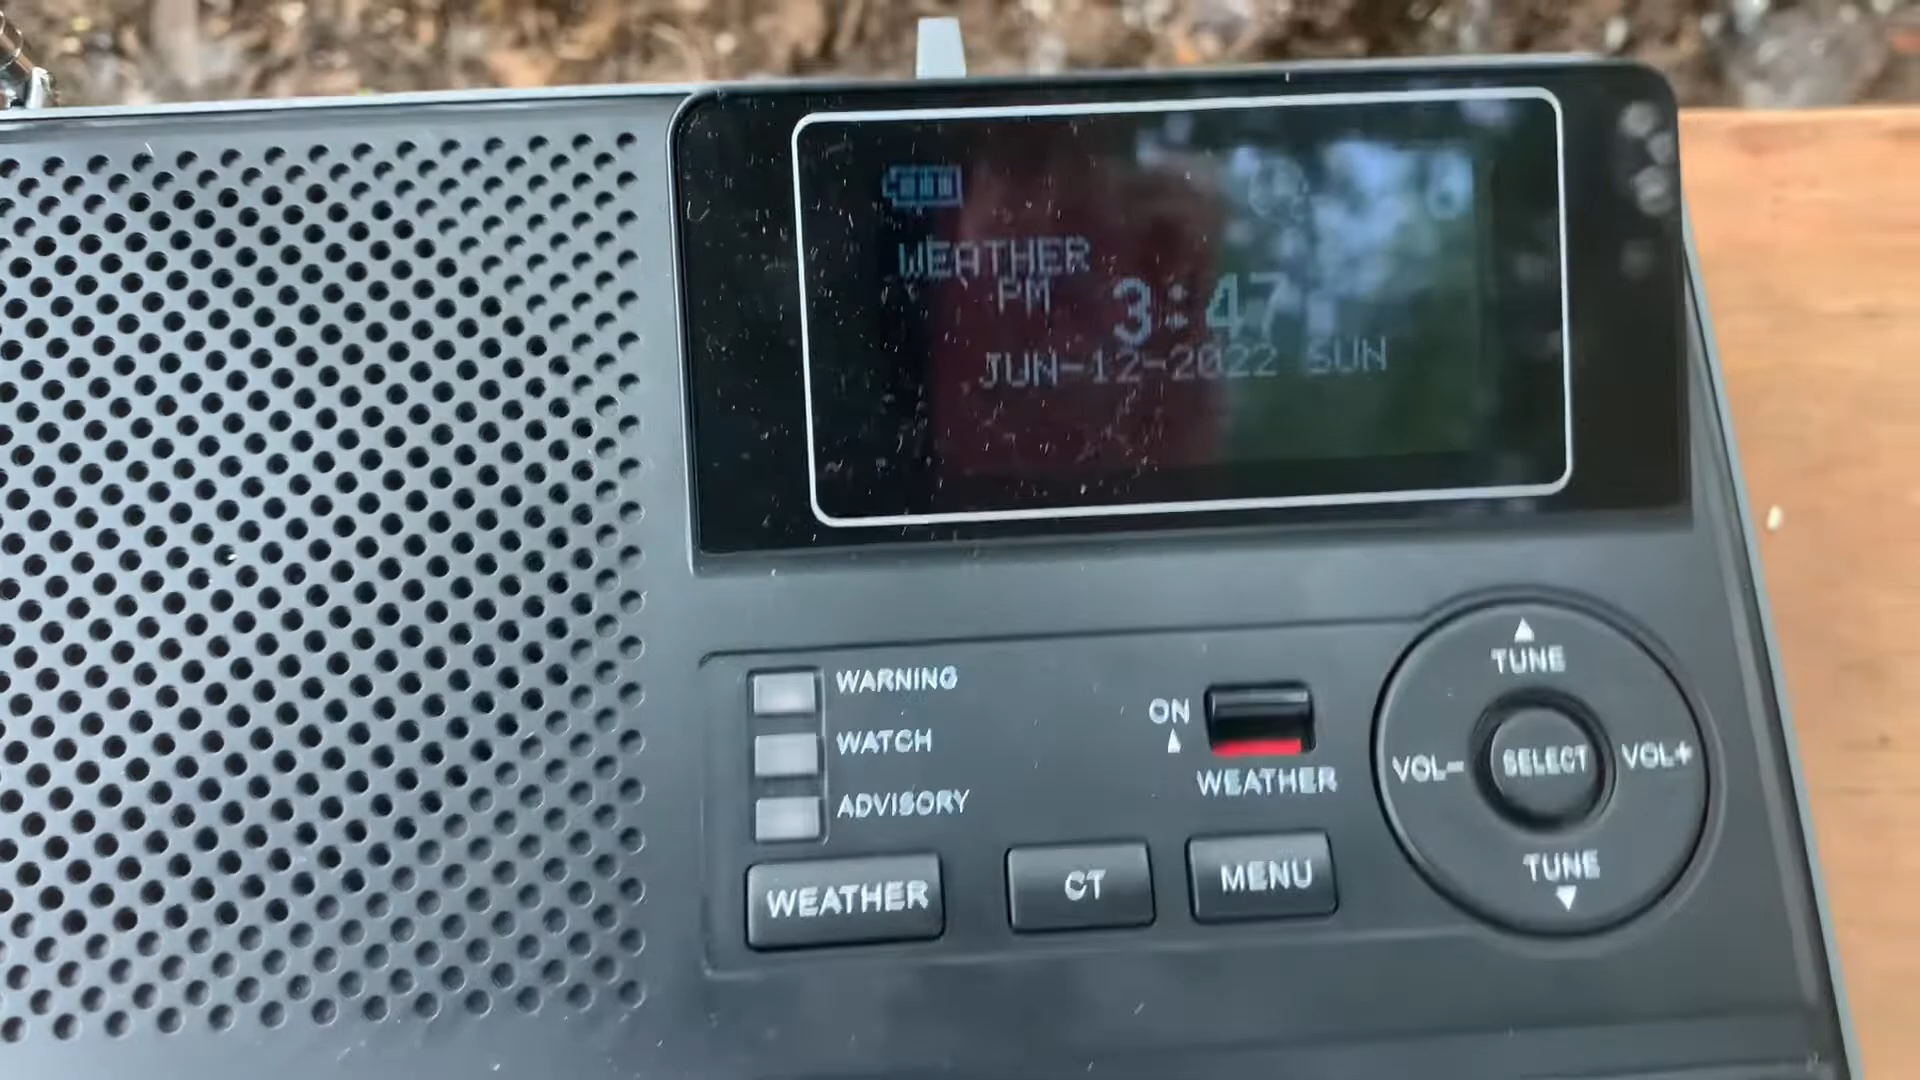 WEATHER
PM 3:47
JUN-12-2022 SUN
WARNING
WATCH
ADVISORY
ON
WEATHER
WEATHER
CT
MENU
TUNE
VOL-
SELECT
VOL+
TUNE